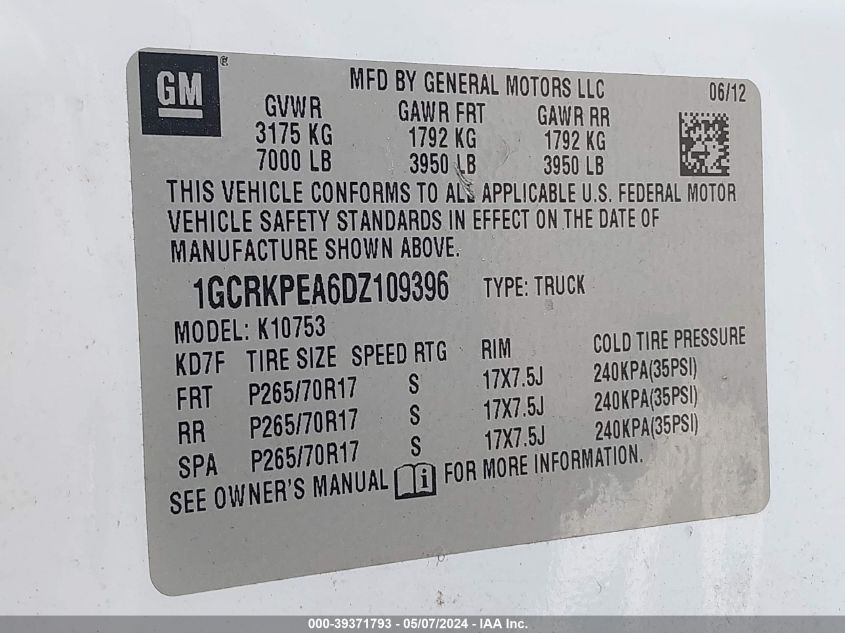 GM ®
MFD BY GENERAL MOTORS LLC 06/12
GVWR GAWR FRT GAWR RR
3175 KG 1792 KG 1792 KG
7000 LB 3950 LB 3950 LB
THIS VEHICLE CONFORMS TO ALL APPLICABLE U.S. FEDERAL MOTOR
VEHICLE SAFETY STANDARDS IN EFFECT ON THE DATE OF
MANUFACTURE SHOWN ABOVE.
1GCRKPEA6DZ109396 TYPE: TRUCK
MODEL: K10753
KD7F TIRE SIZE SPEED RTG RIM COLD TIRE PRESSURE
FRT P265/70R17 S 17X7.5J 240KPA(35PSI)
RR P265/70R17 S 17X7.5J 240KPA(35PSI)
SPA P265/70R17 S 17X7.5J 240KPA(35PSI)
SEE OWNER'S MANUAL i FOR MORE INFORMATION.
000-39371793 - 05/07/2024 - IAA Inc.